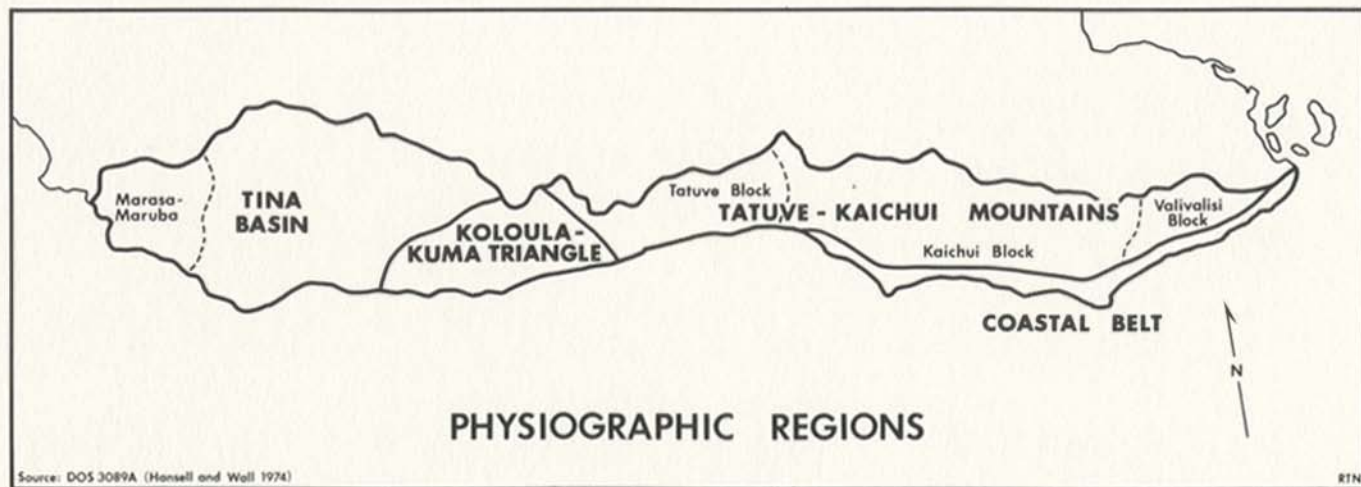 Marasa-
Maruba
TINA
BASIN
KOLOULA-
KUMA TRIANGLE
Tatuve Block
TATUVE - KAICHUI MOUNTAINS
Kaichui Block
Valivalisi
Block
COASTAL BELT
N
PHYSIOGRAPHIC REGIONS
Source: DOS 3089A (Hansell and Wall 1974)
RTN